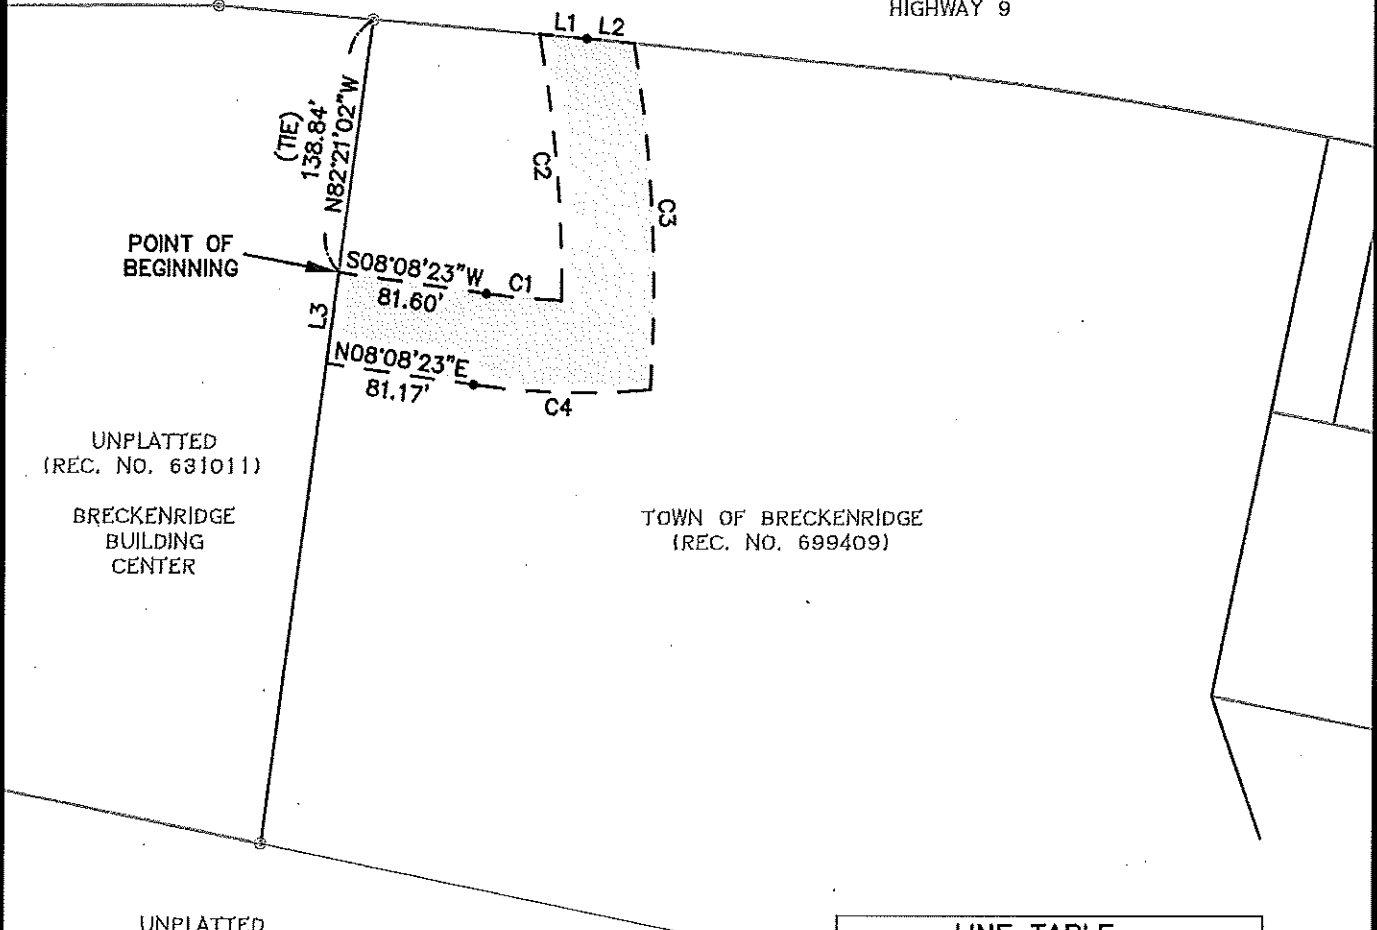 HIGHWAY 9
L1 L2
(TIE)
138.84'
N82°21'02"W
C2
C3
POINT OF
BEGINNING
S08°08'23"W
81.60'
C1
L3
N08°08'23"E
81.17'
C4
UNPLATTED
(REC. NO. 631011)
BRECKENRIDGE
BUILDING
CENTER
TOWN OF BRECKENRIDGE
(REC. NO. 699409)
UNPLATTED
LINE TABLE